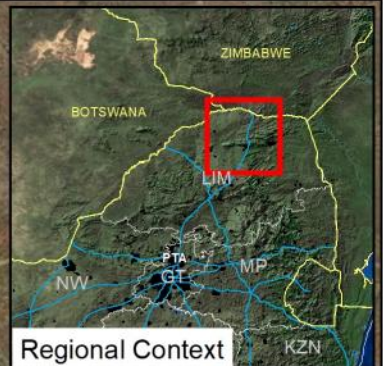 ZIMBABWE
BOTSWANA
LIM
PTA
GT
MP
NW
KZN
Regional Context